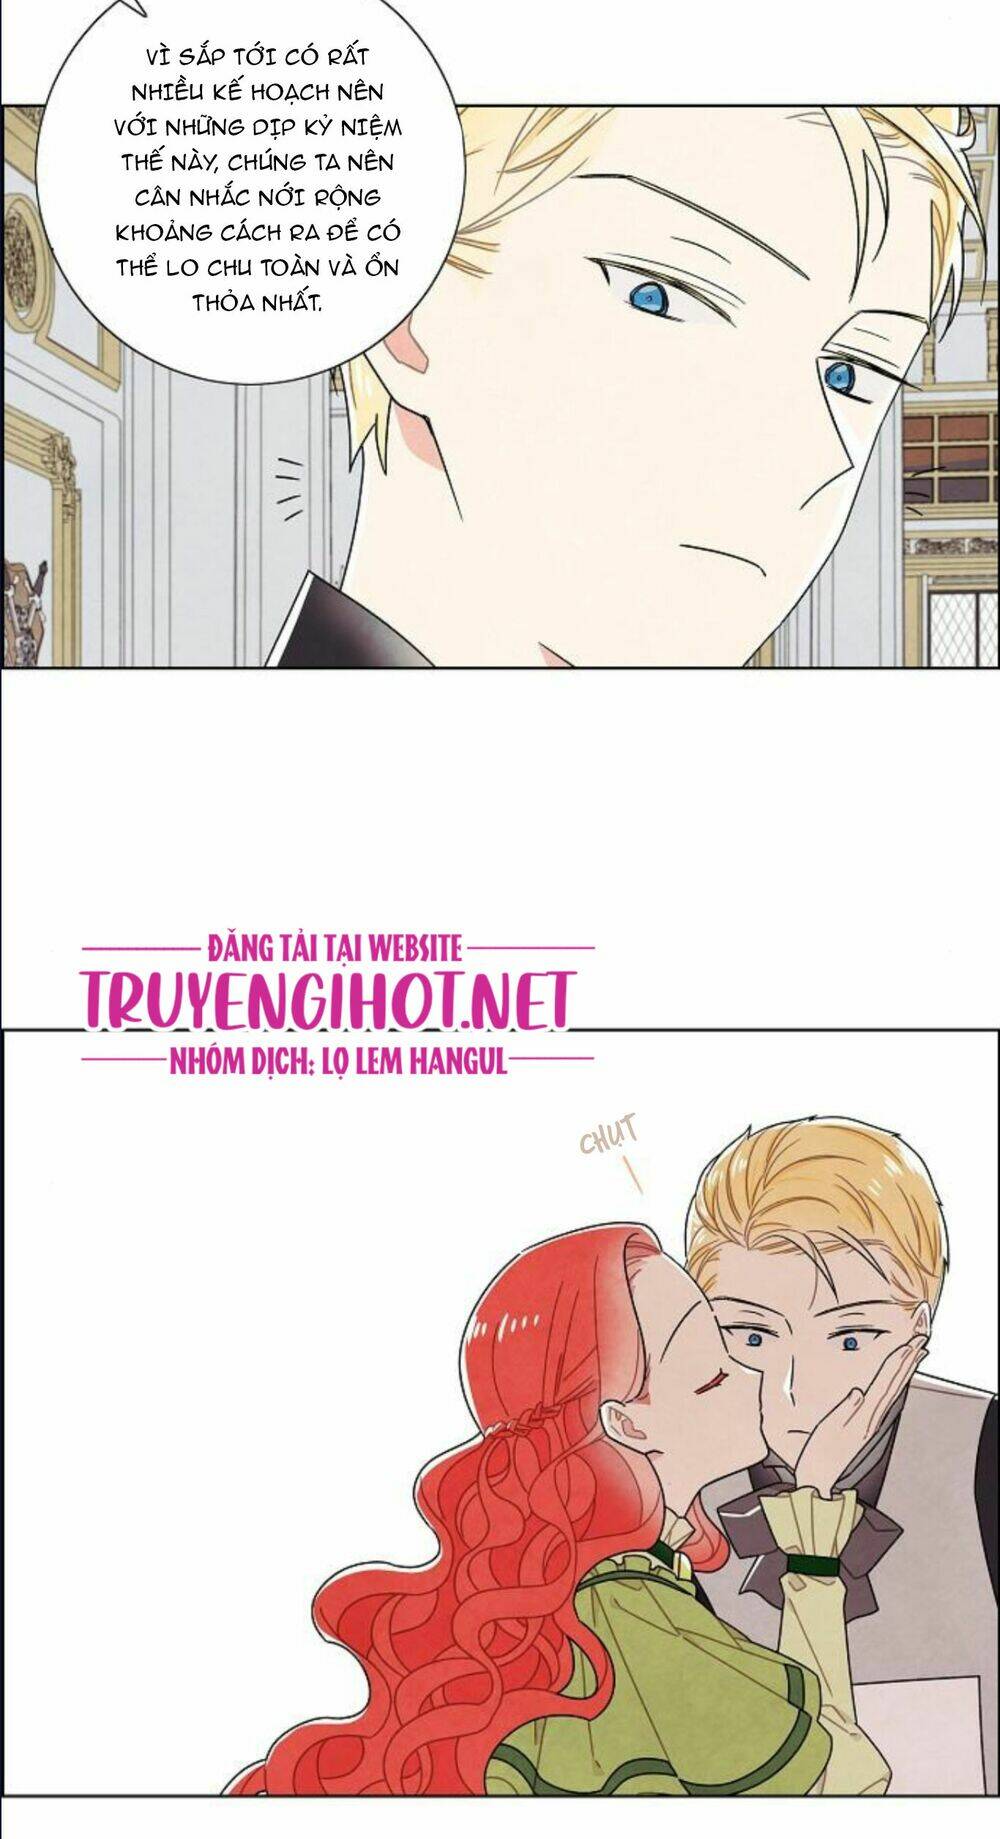 VÌ SẮP TỚI CÓ RẤT
NHIỀU KẾ HOẠCH NÊN
VỚI NHỮNG DỊP KỶ NIỆM
THẾ NÀY, CHÚNG TA NÊN
CÂN NHẮC NỚI RỘNG
KHOẢNG CÁCH RA ĐỂ CÓ
THỂ LO CHU TOÀN VÀ ỔN
THỎA NHẤT.
ĐĂNG TẢI TẠI WEBSITE
TRUYENGIHOT.NET
NHÓM DỊCH: LỌ LEM HANGUL
CHỤT